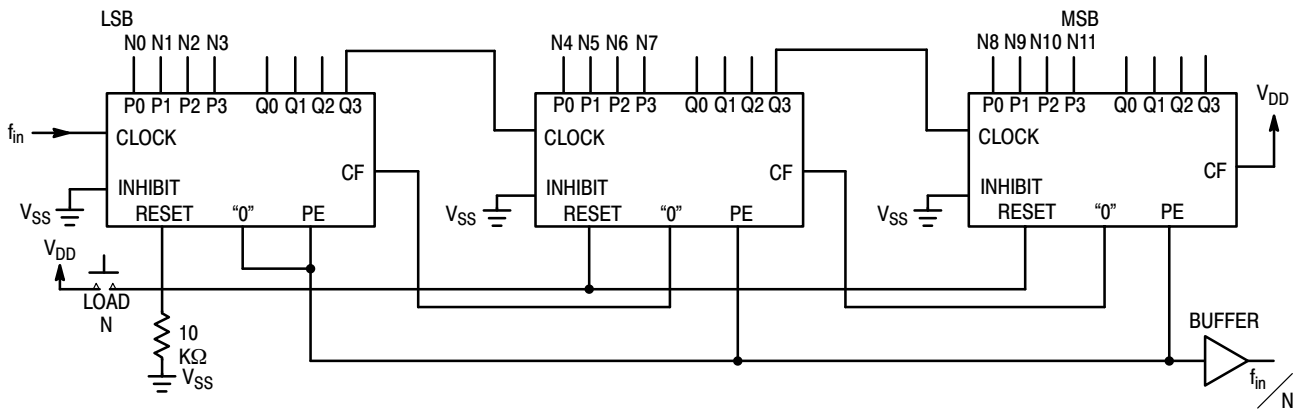 LSB MSB
N0 N1 N2 N3 N4 N5 N6 N7 N8 N9 N10 N11
P0 P1 P2 P3 Q0 Q1 Q2 Q3 P0 P1 P2 P3 Q0 Q1 Q2 Q3 P0 P1 P2 P3 Q0 Q1 Q2 Q3 VDD
fin CLOCK CLOCK CLOCK
CF CF CF
INHIBIT INHIBIT INHIBIT
VSS RESET "0" PE VSS RESET "0" PE VSS RESET "0" PE
VDD
LOAD
N
10
KΩ
VSS
BUFFER
fin/N